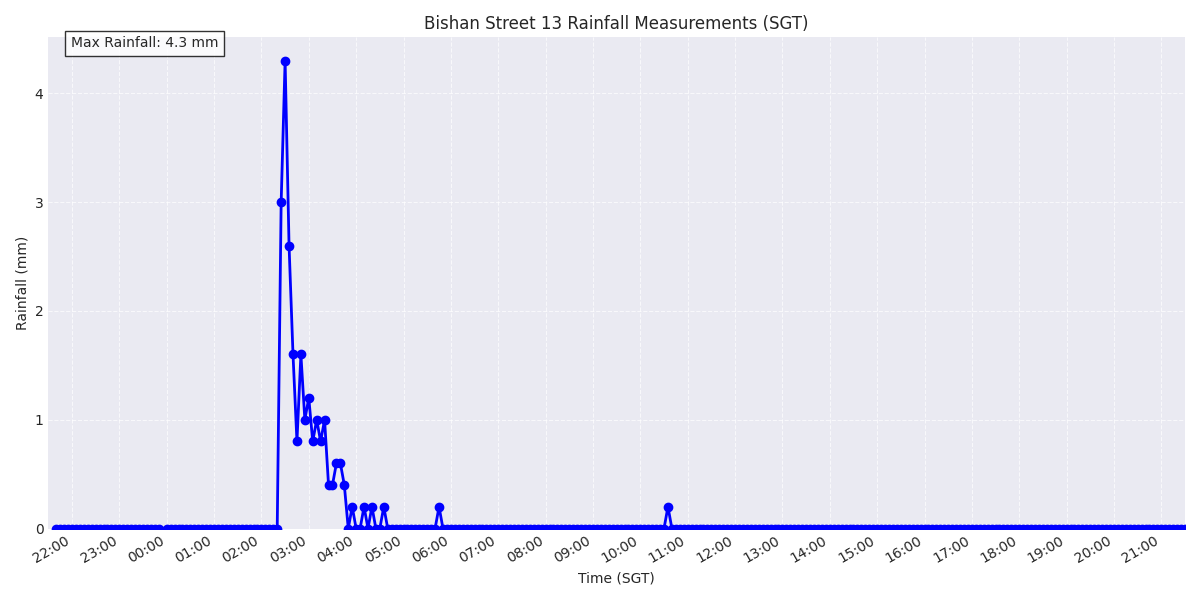 Bishan Street 13 Rainfall Measurements (SGT)
Max Rainfall: 4.3 mm
Rainfall (mm)
4
3
2
1
0
22:00 23:00 00:00 01:00 02:00 03:00 04:00 05:00 06:00 07:00 08:00 09:00 10:00 11:00 12:00 13:00 14:00 15:00 16:00 17:00 18:00 19:00 20:00 21:00
Time (SGT)